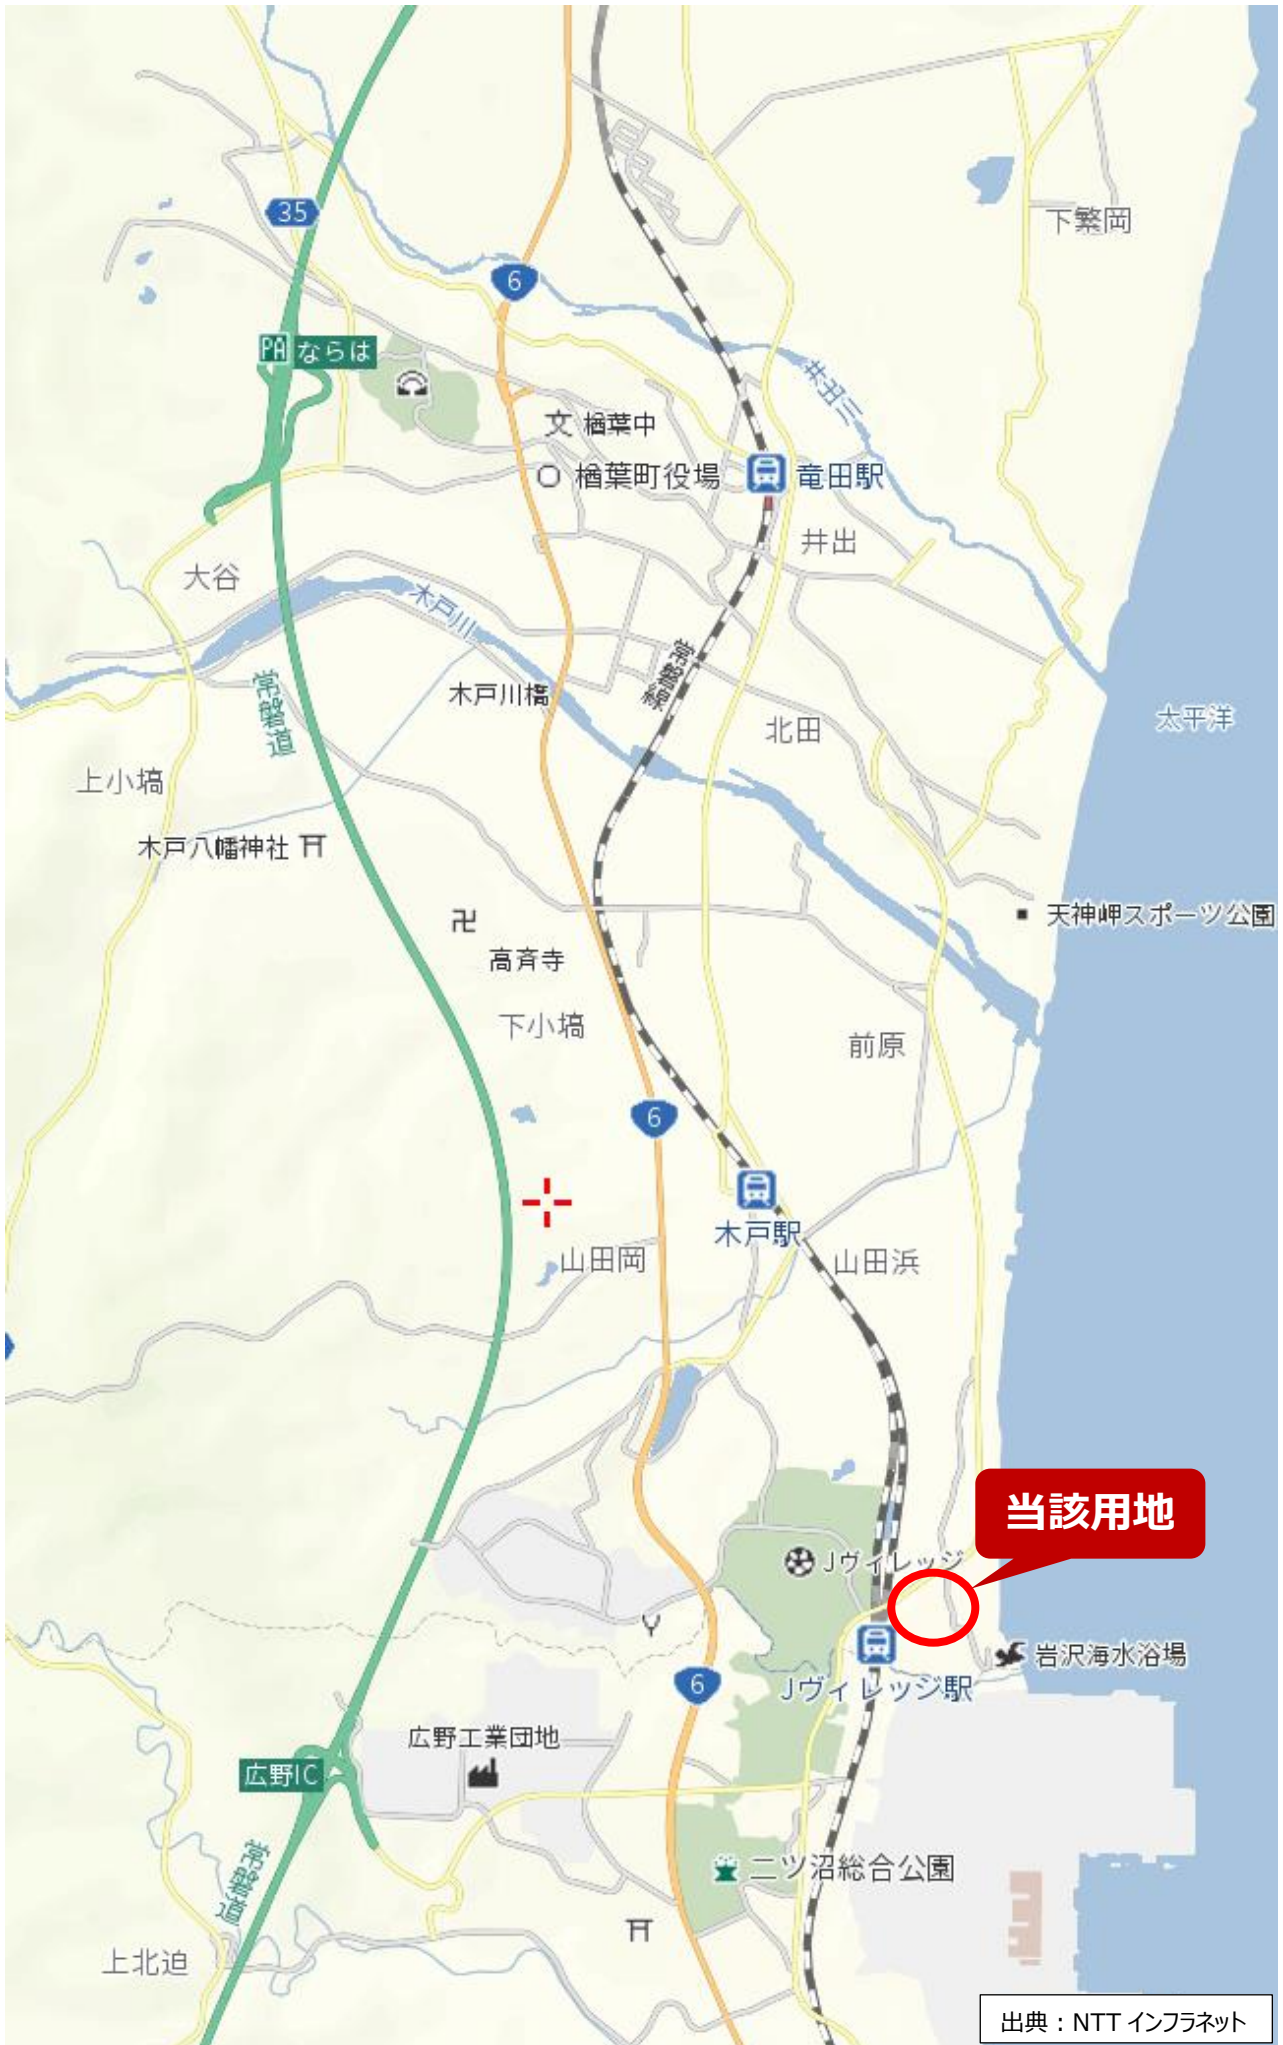 下繁岡
35
6
PA ならは
井出川
文 楢葉中
楢葉町役場
竜田駅
井出
大谷
木戸川
常磐線
木戸川橋
常磐道
北田
太平洋
上小塙
木戸八幡神社
天神岬スポーツ公園
高斉寺
下小塙
前原
6
木戸駅
山田岡
山田浜
当該用地
Jヴィレッジ
岩沢海水浴場
6
Jヴィレッジ駅
広野工業団地
広野IC
常磐道
二ツ沼総合公園
上北迫
出典：NTT インフラネット